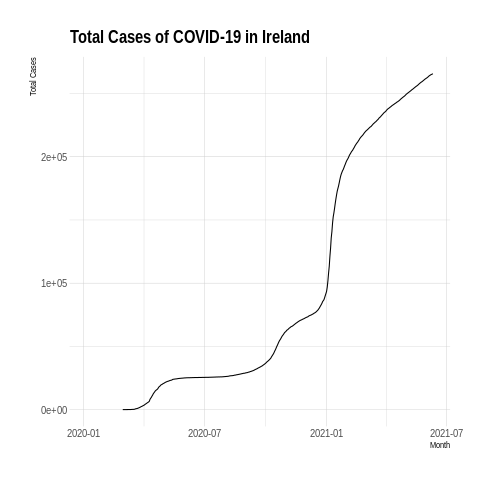 Total Cases of COVID-19 in Ireland
Total Cases
2e+05
1e+05
0e+00
2020-01 2020-07 2021-01 2021-07
Month